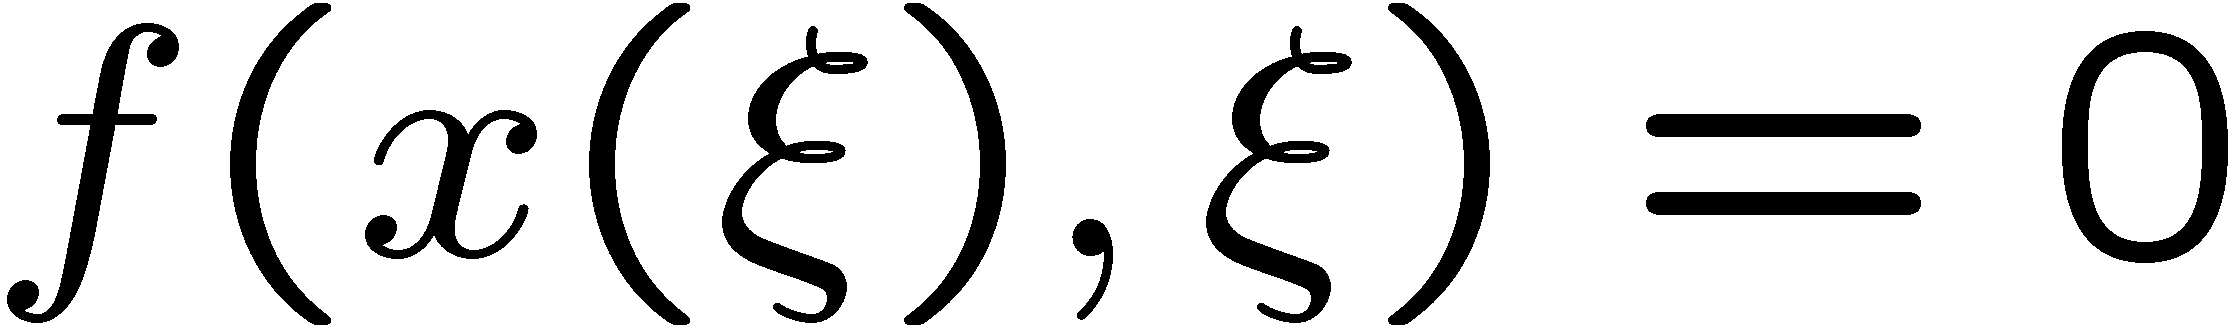 f(x(ξ), ξ) = 0